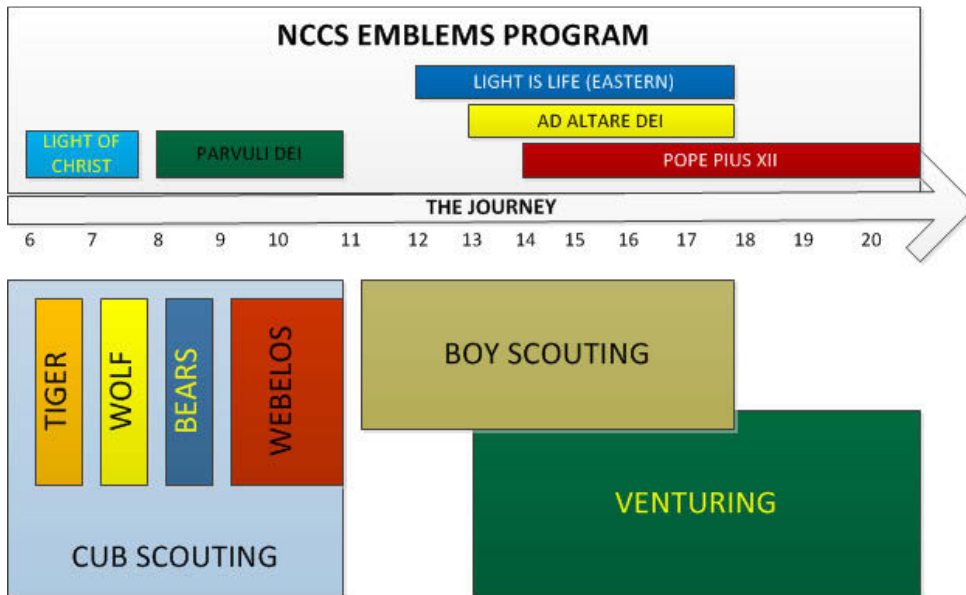 NCCS EMBLEMS PROGRAM
LIGHT IS LIFE (EASTERN)
AD ALTARE DEI
LIGHT OF
CHRIST
PARVULI DEI
POPE PIUS XII
THE JOURNEY
6 7 8 9 10 11 12 13 14 15 16 17 18 19 20
TIGER
WOLF
BEARS
WEBELOS
BOY SCOUTING
VENTURING
CUB SCOUTING